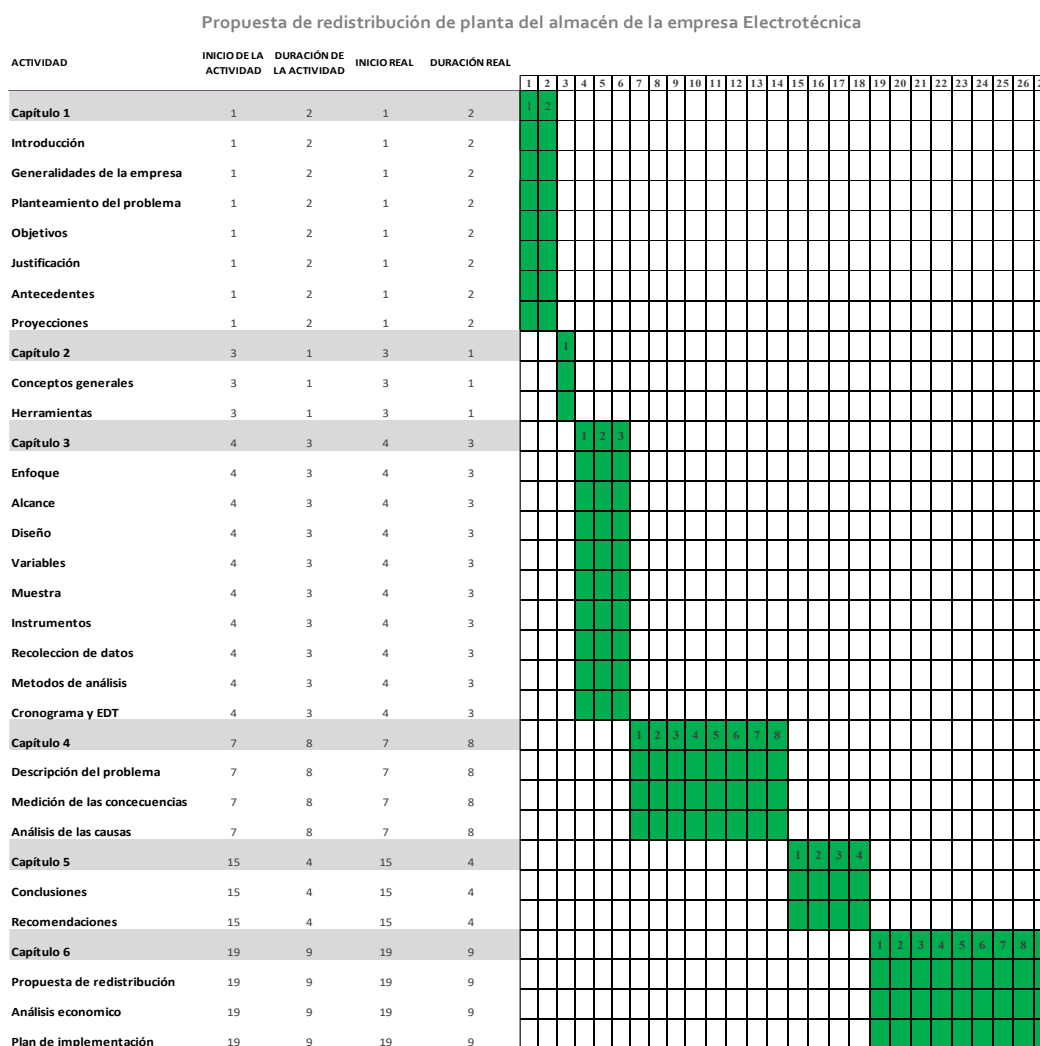 Propuesta de redistribución de planta del almacén de la empresa Electrotécnica
ACTIVIDAD INICIO DE LA ACTIVIDAD DURACIÓN DE LA ACTIVIDAD INICIO REAL DURACIÓN REAL
1 2 3 4 5 6 7 8 9 10 11 12 13 14 15 16 17 18 19 20 21 22 23 24 25 26
Capítulo 1 1 2 1 2 1 2
Introducción 1 2 1 2
Generalidades de la empresa 1 2 1 2
Planteamiento del problema 1 2 1 2
Objetivos 1 2 1 2
Justificación 1 2 1 2
Antecedentes 1 2 1 2
Proyecciones 1 2 1 2
Capítulo 2 3 1 3 1 1
Conceptos generales 3 1 3 1
Herramientas 3 1 3 1
Capítulo 3 4 3 4 3 1 2 3
Enfoque 4 3 4 3
Alcance 4 3 4 3
Diseño 4 3 4 3
Variables 4 3 4 3
Muestra 4 3 4 3
Instrumentos 4 3 4 3
Recoleccion de datos 4 3 4 3
Metodos de análisis 4 3 4 3
Cronograma y EDT 4 3 4 3
Capítulo 4 7 8 7 8 1 2 3 4 5 6 7 8
Descripción del problema 7 8 7 8
Medición de las concecuencias 7 8 7 8
Análisis de las causas 7 8 7 8
Capítulo 5 15 4 15 4 1 2 3 4
Conclusiones 15 4 15 4
Recomendaciones 15 4 15 4
Capítulo 6 19 9 19 9 1 2 3 4 5 6 7 8
Propuesta de redistribución 19 9 19 9
Análisis economico 19 9 19 9
Plan de implementación 19 9 19 9